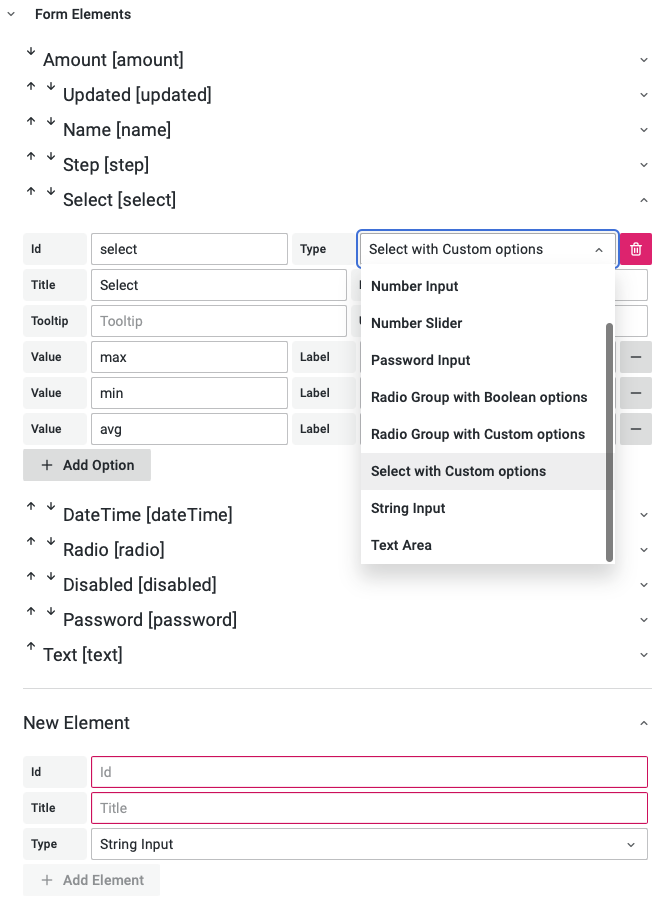 Form Elements
Amount [amount]
Updated [updated]
Name [name]
Step [step]
Select [select]
Id select Type Select with Custom options
Number Input
Title Select
Number Slider
Tooltip Tooltip
Value max Label Password Input
Value min Label Radio Group with Boolean options
Value avg Label Radio Group with Custom options
Add Option Select with Custom options
String Input
DateTime [dateTime]
Text Area
Radio [radio]
Disabled [disabled]
Password [password]
Text [text]
New Element
Id Id
Title Title
Type String Input
Add Element